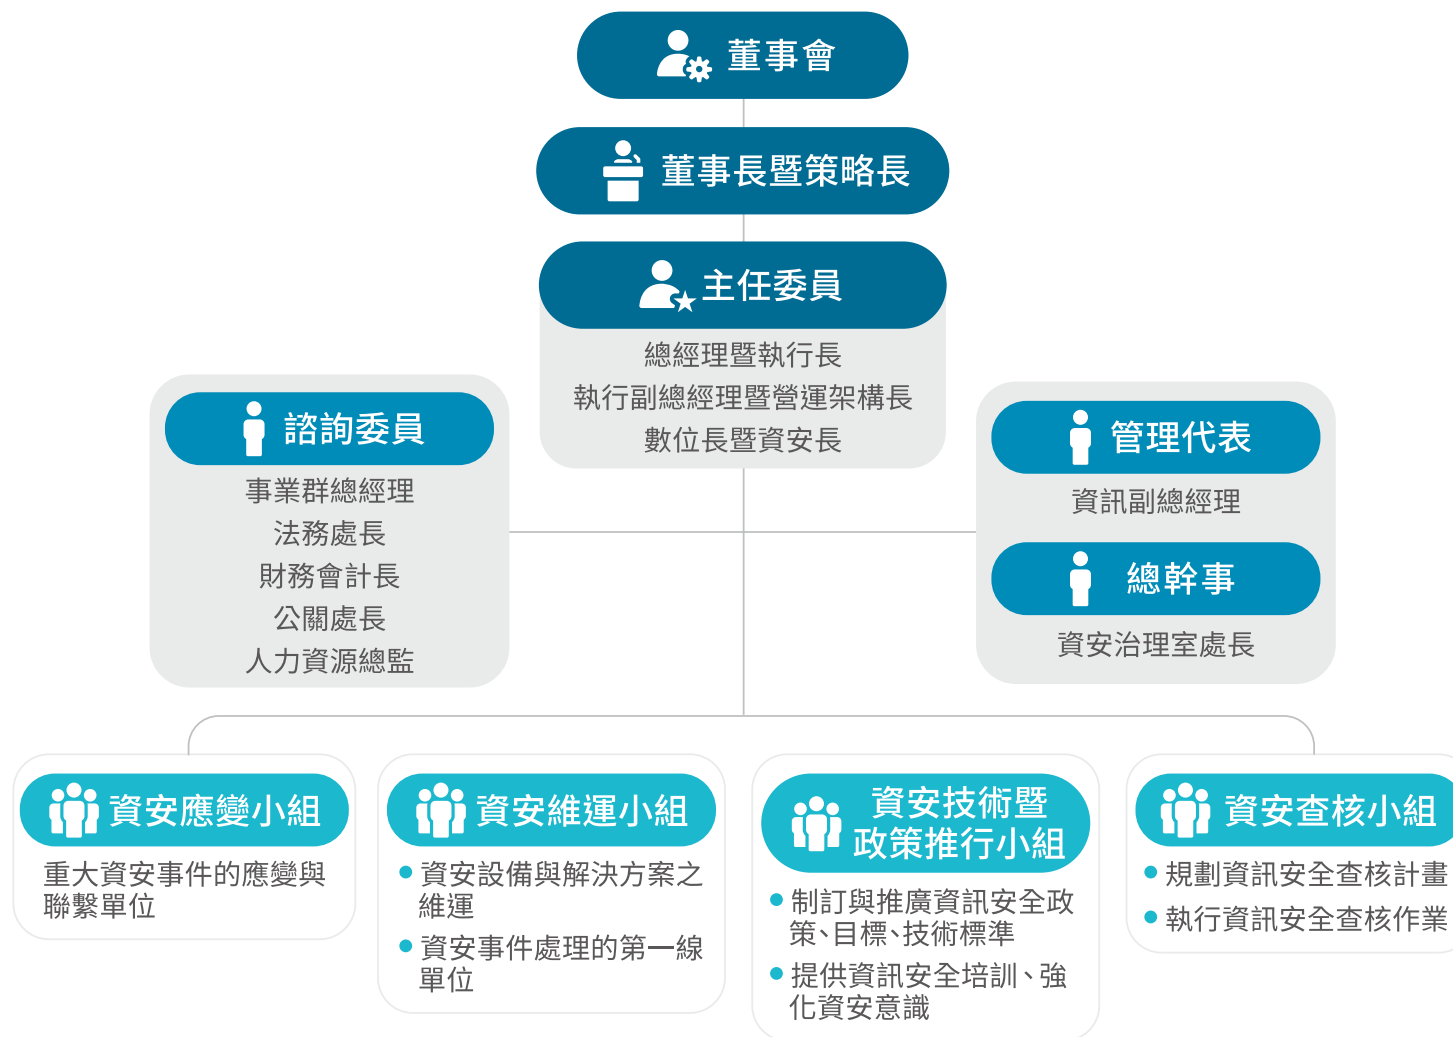 董事會
董事長暨策略長
主任委員
總經理暨執行長
執行副總經理暨營運架構長
數位長暨資安長
諮詢委員
事業群總經理
法務處長
財務會計長
公關處長
人力資源總監
管理代表
資訊副總經理
總幹事
資安治理室處長
資安應變小組
重大資安事件的應變與
聯繫單位
資安維運小組
資安設備與解決方案之
維運
資安事件處理的第一線
單位
資安技術暨
政策推行小組
制訂與推廣資訊安全政
策、目標、技術標準
提供資訊安全培訓、強
化資安意識
資安查核小組
規劃資訊安全查核計畫
執行資訊安全查核作業